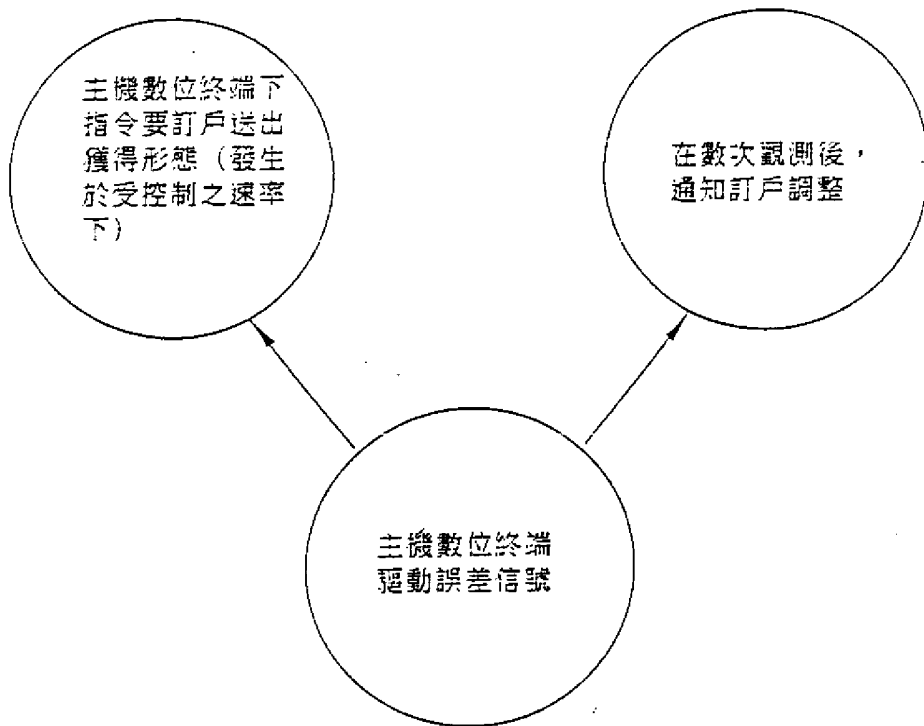 主機數位終端下
指令要訂戶送出
獲得形態（發生
於受控制之速率
下）
在數次觀測後，
通知訂戶調整
主機數位終端
驅動誤差信號